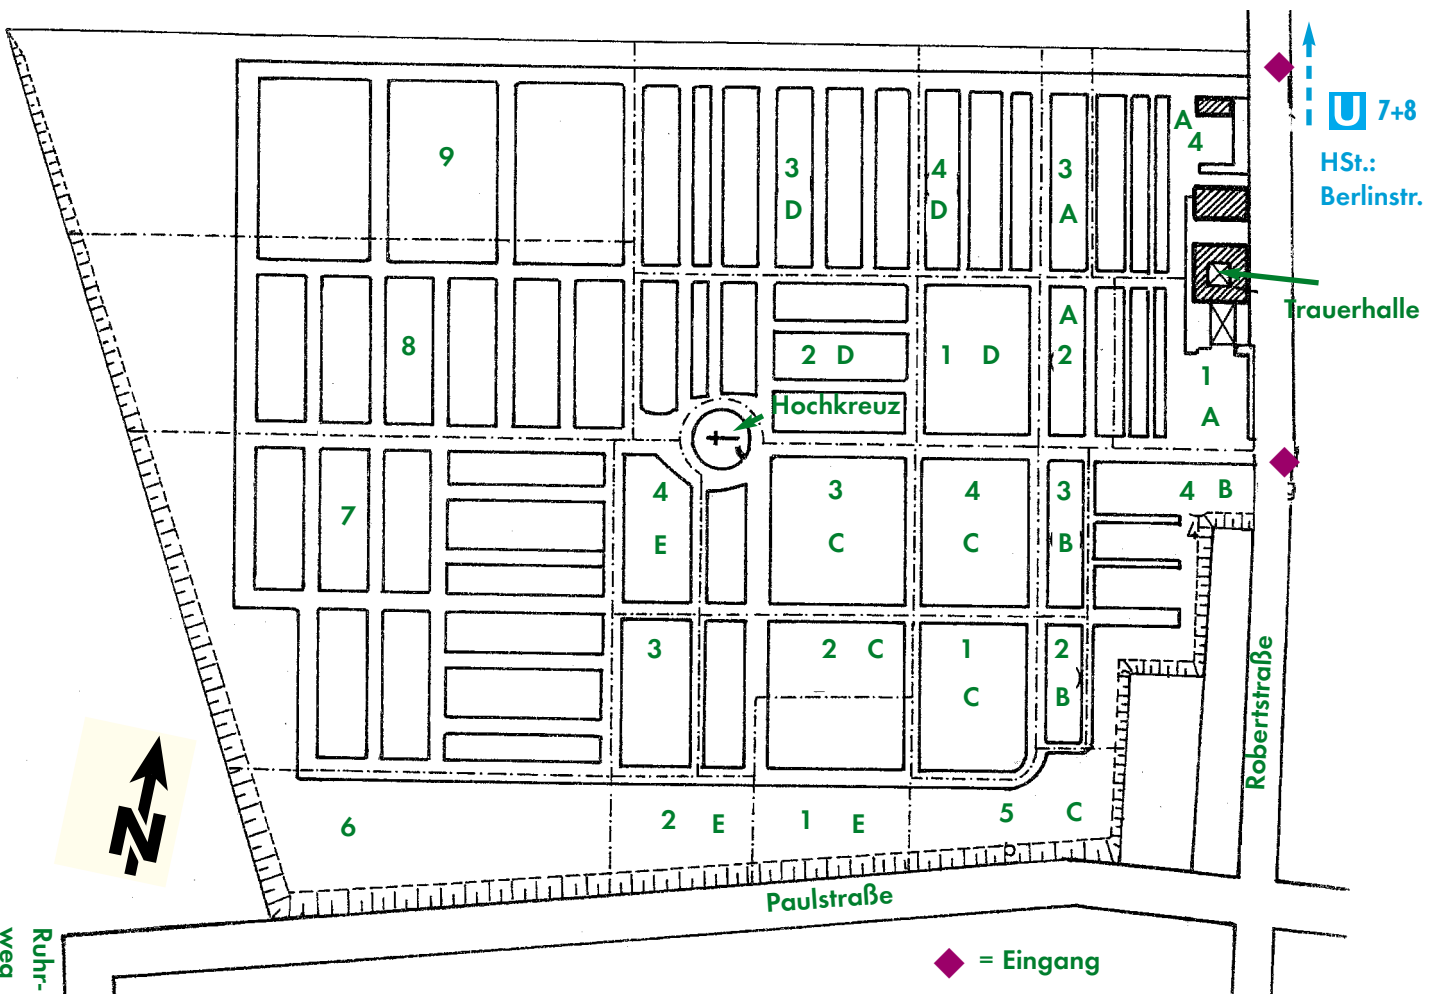 U 7+8
HSt.:
Berlinstr.
A
4
9
3
D
4
D
3
A
Trauerhalle
8
2 D
1 D
A
2
1
A
Hochkreuz
7
4
E
3
C
4
C
3
B
4 B
4
3
2 C
1
C
2
B
Robertstraße
N
6
2 E
1 E
5 C
Paulstraße
Ruhr-
weg
= Eingang